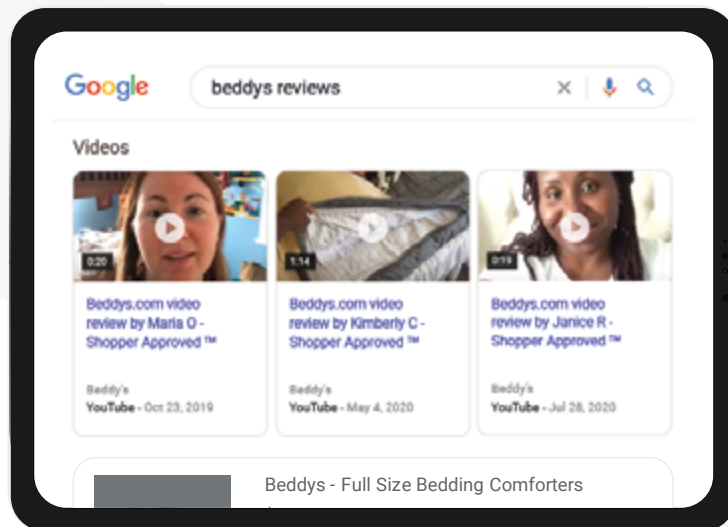 Google
beddys reviews
Videos
0:20
1:14
0:19
Beddys.com video
review by Maria O -
Shopper Approved ™
Beddys.com video
review by Kimberly C -
Shopper Approved ™
Beddys.com video
review by Janice R -
Shopper Approved ™
Beddy's
YouTube - Oct 23, 2019
Beddy's
YouTube - May 4, 2020
Beddy's
YouTube - Jul 28, 2020
Beddys - Full Size Bedding Comforters